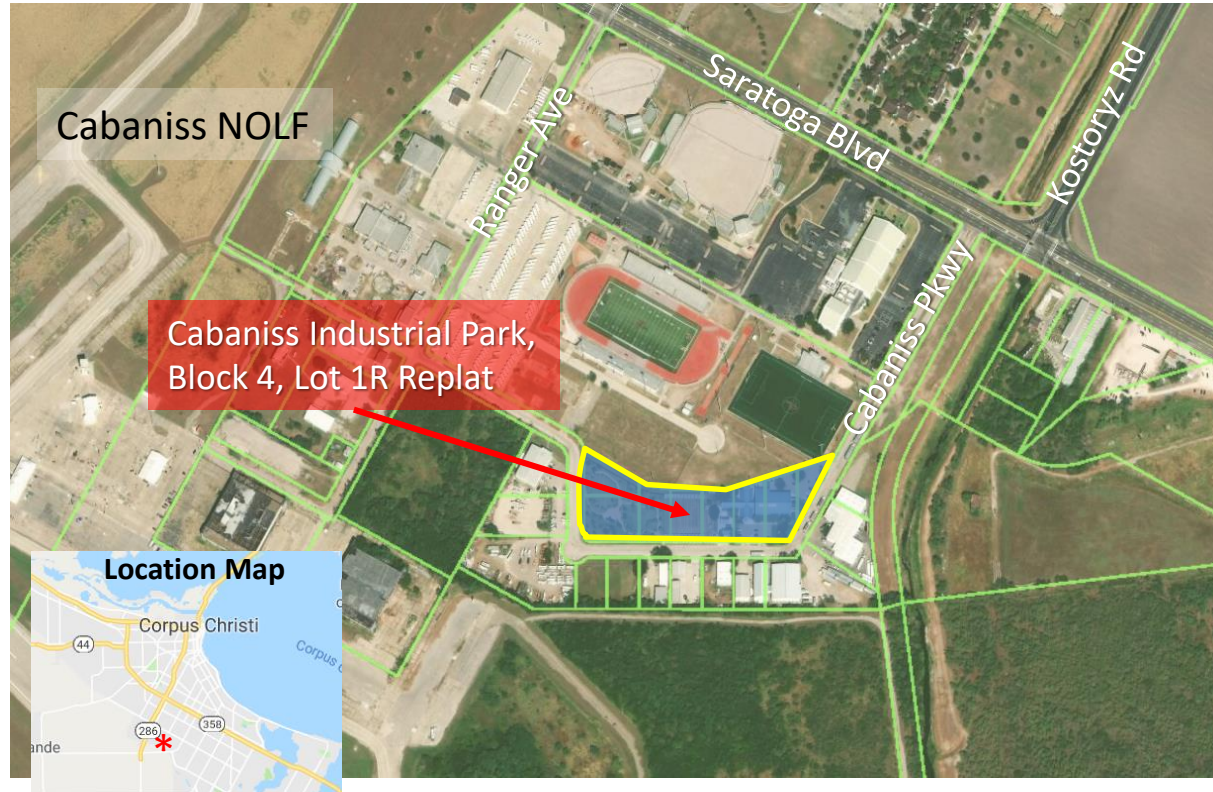 Cabaniss NOLF
Ranger Ave
Saratoga Blvd
Kostoryz Rd
Cabaniss Pkwy
Cabaniss Industrial Park,
Block 4, Lot 1R Replat
Location Map
Corpus Christi
44
Corpus
358
286
*
ande